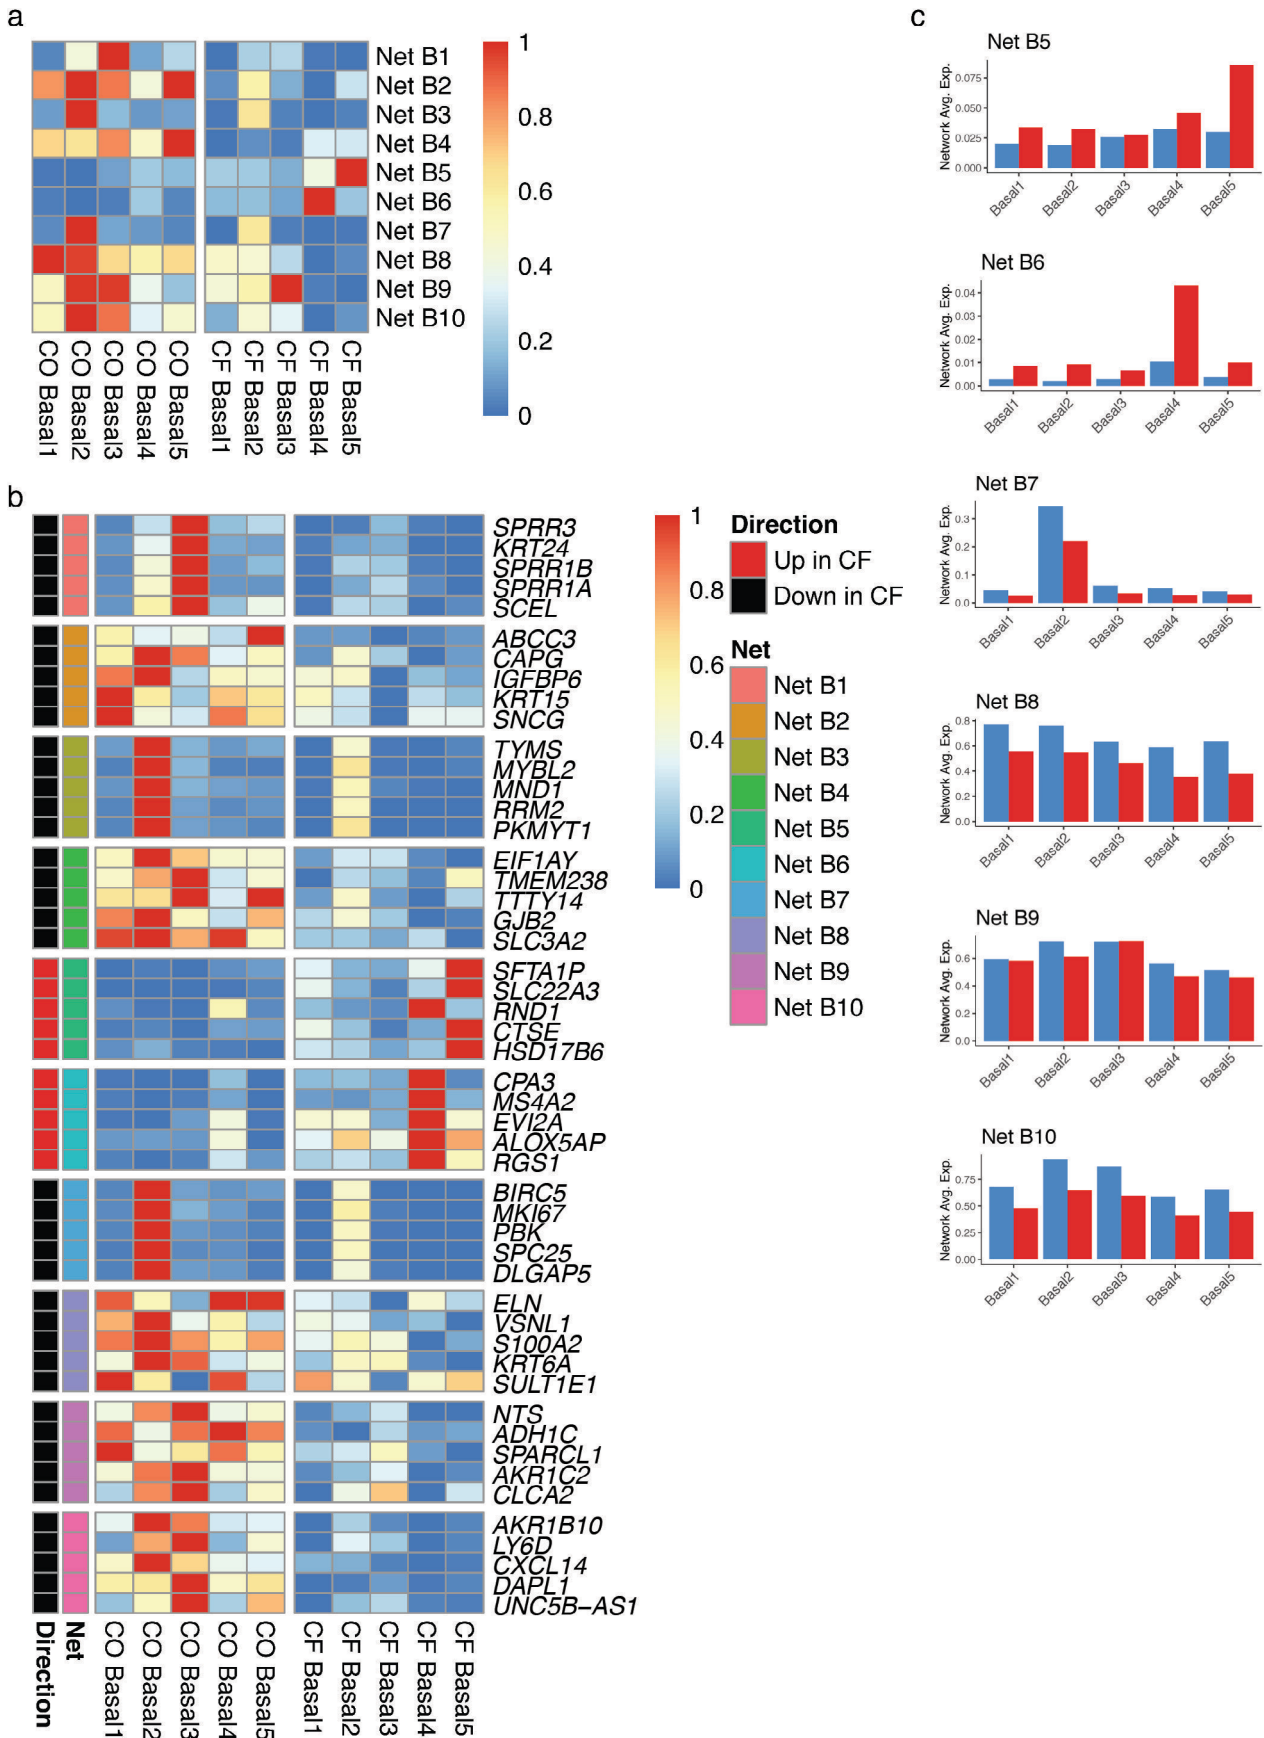 a
Net B1
Net B2
Net B3
Net B4
Net B5
Net B6
Net B7
Net B8
Net B9
Net B10
CO Basal1
CO Basal2
CO Basal3
CO Basal4
CO Basal5
CF Basal1
CF Basal2
CF Basal3
CF Basal4
CF Basal5
1
0.8
0.6
0.4
0.2
0
b
SPRR3
KRT24
SPRR1B
SPRR1A
SCEL
ABCC3
CAPG
IGFBP6
KRT15
SNCG
TYMS
MYBL2
MND1
RRM2
PKMYT1
EIF1AY
TMEM238
TTTY14
GJB2
SLC3A2
SFTA1P
SLC22A3
RND1
CTSE
HSD17B6
CPA3
MS4A2
EVI2A
ALOX5AP
RGS1
BIRC5
MKI67
PBK
SPC25
DLGAP5
ELN
VSNL1
S100A2
KRT6A
SULT1E1
NTS
ADH1C
SPARCL1
AKR1C2
CLCA2
AKR1B10
LY6D
CXCL14
DAPL1
UNC5B-AS1
Direction
Net
CO Basal1
CO Basal2
CO Basal3
CO Basal4
CO Basal5
CF Basal1
CF Basal2
CF Basal3
CF Basal4
CF Basal5
1
0.8
0.6
0.4
0.2
0
Direction
Up in CF
Down in CF
Net
Net B1
Net B2
Net B3
Net B4
Net B5
Net B6
Net B7
Net B8
Net B9
Net B10
c
Net B5
Network Avg. Exp.
0.075
0.050
0.025
0.000
Basal1
Basal2
Basal3
Basal4
Basal5
Net B6
Network Avg. Exp.
0.04
0.03
0.02
0.01
0.00
Basal1
Basal2
Basal3
Basal4
Basal5
Net B7
Network Avg. Exp.
0.3
0.2
0.1
0.0
Basal1
Basal2
Basal3
Basal4
Basal5
Net B8
Network Avg. Exp.
0.8
0.6
0.4
0.2
0.0
Basal1
Basal2
Basal3
Basal4
Basal5
Net B9
Network Avg. Exp.
0.6
0.4
0.2
0.0
Basal1
Basal2
Basal3
Basal4
Basal5
Net B10
Network Avg. Exp.
0.75
0.50
0.25
0.00
Basal1
Basal2
Basal3
Basal4
Basal5